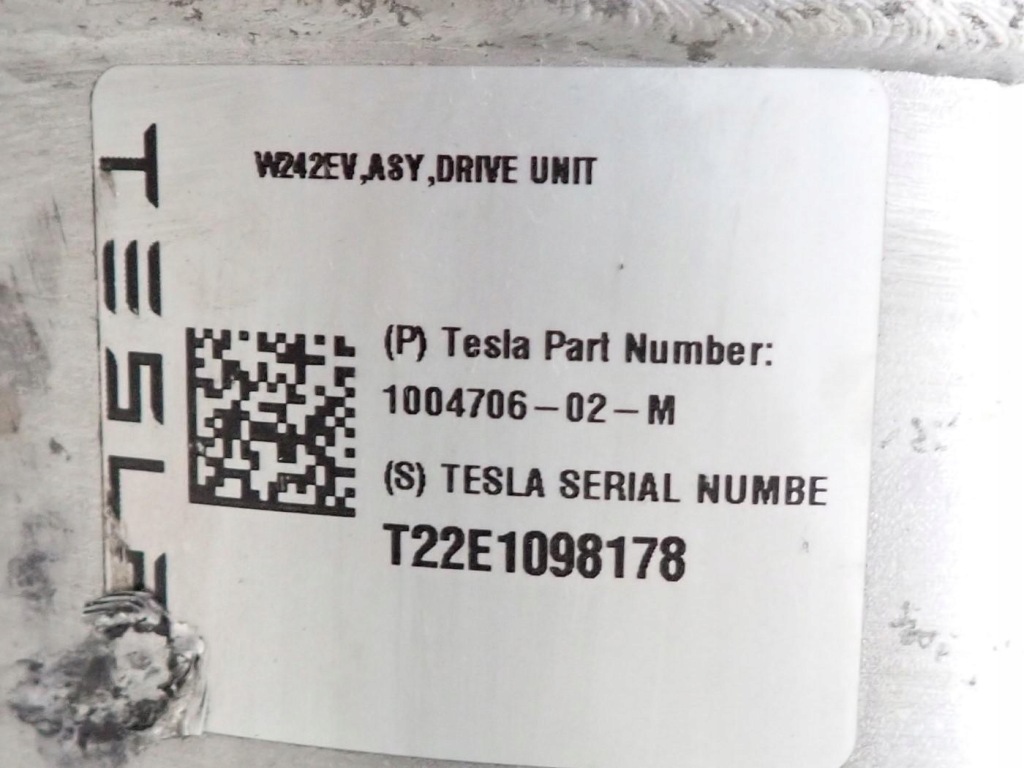 TESLA
W242EV,ASY,DRIVE UNIT
(P) Tesla Part Number:
1004706-02-M
(S) TESLA SERIAL NUMBE
T22E1098178